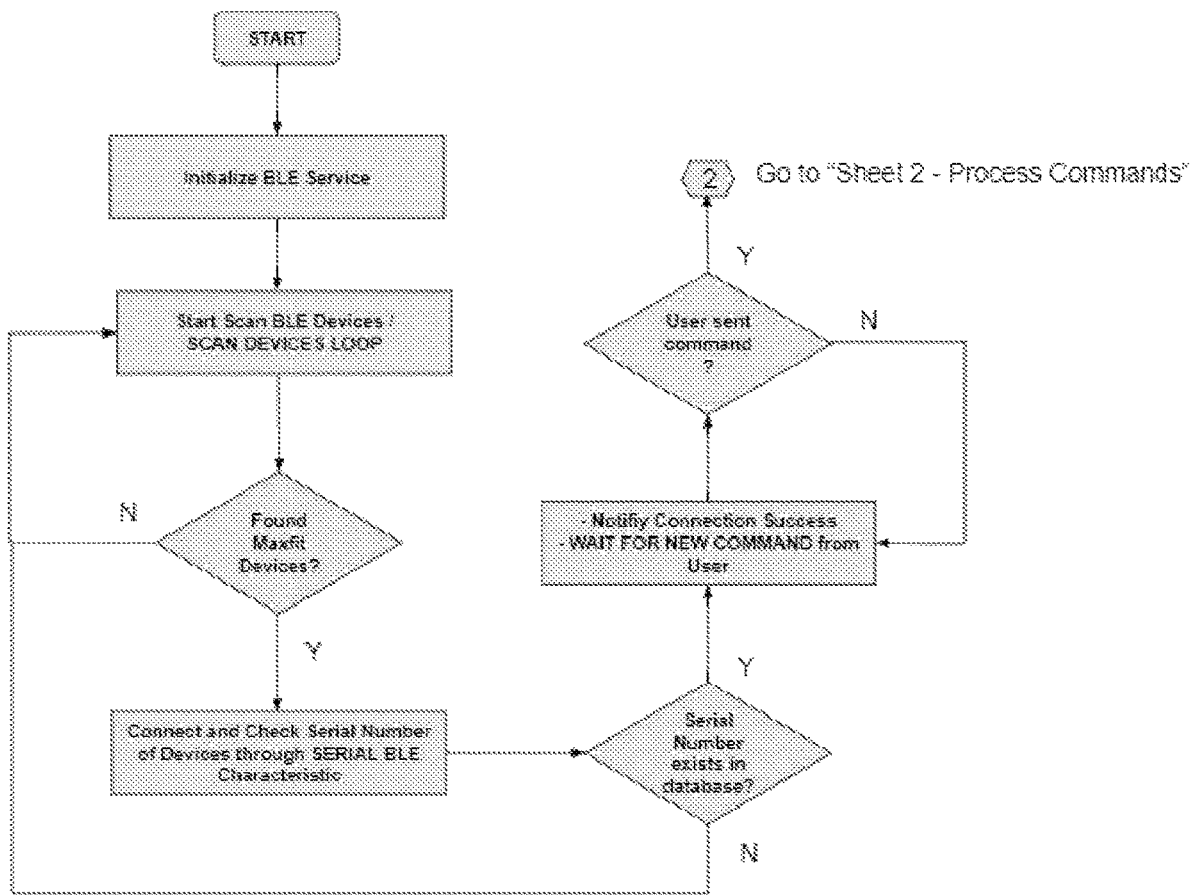 START
Initialize BLE Service
Start Scan BLE Devices /
SCAN DEVICES LOOP
Found
Maxfit
Devices?
N
Y
Connect and Check Serial Number
of Devices through SERIAL BLE
Characteristic
Serial
Number
exists in
database?
N
Y
- Notifiy Connection Success
- WAIT FOR NEW COMMAND from
User
User sent
command
?
N
Y
2
Go to "Sheet 2 - Process Commands"